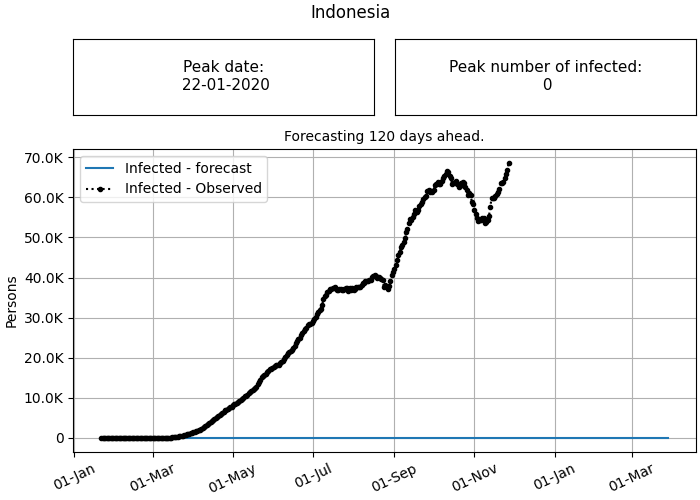 Indonesia
Peak date:
22-01-2020
Peak number of infected:
0
Forecasting 120 days ahead.
Infected - forecast
Infected - Observed
Persons
70.0K
60.0K
50.0K
40.0K
30.0K
20.0K
10.0K
0
01-Jan
01-Mar
01-May
01-Jul
01-Sep
01-Nov
01-Jan
01-Mar